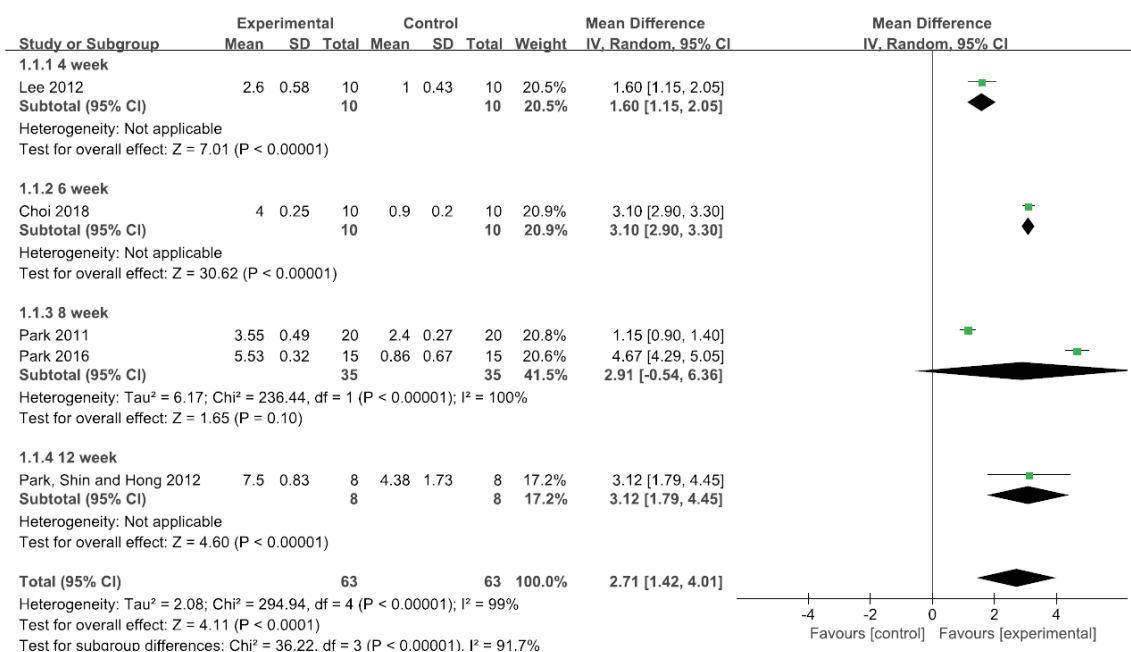 Experimental Control Mean Difference Mean Difference
Study or Subgroup Mean SD Total Mean SD Total Weight IV, Random, 95% CI IV, Random, 95% CI
1.1.1 4 week
Lee 2012 2.6 0.58 10 1 0.43 10 20.5% 1.60 [1.15, 2.05]
Subtotal (95% CI) 10 10 20.5% 1.60 [1.15, 2.05]
Heterogeneity: Not applicable
Test for overall effect: Z = 7.01 (P < 0.00001)
1.1.2 6 week
Choi 2018 4 0.25 10 0.9 0.2 10 20.9% 3.10 [2.90, 3.30]
Subtotal (95% CI) 10 10 20.9% 3.10 [2.90, 3.30]
Heterogeneity: Not applicable
Test for overall effect: Z = 30.62 (P < 0.00001)
1.1.3 8 week
Park 2011 3.55 0.49 20 2.4 0.27 20 20.8% 1.15 [0.90, 1.40]
Park 2016 5.53 0.32 15 0.86 0.67 15 20.6% 4.67 [4.29, 5.05]
Subtotal (95% CI) 35 35 41.5% 2.91 [-0.54, 6.36]
Heterogeneity: Tau² = 6.17; Chi² = 236.44, df = 1 (P < 0.00001); I² = 100%
Test for overall effect: Z = 1.65 (P = 0.10)
1.1.4 12 week
Park, Shin and Hong 2012 7.5 0.83 8 4.38 1.73 8 17.2% 3.12 [1.79, 4.45]
Subtotal (95% CI) 8 8 17.2% 3.12 [1.79, 4.45]
Heterogeneity: Not applicable
Test for overall effect: Z = 4.60 (P < 0.00001)
Total (95% CI) 63 63 100.0% 2.71 [1.42, 4.01]
Heterogeneity: Tau² = 2.08; Chi² = 294.94, df = 4 (P < 0.00001); I² = 99%
Test for overall effect: Z = 4.11 (P < 0.0001)
Test for subgroup differences: Chi² = 36.22, df = 3 (P < 0.00001), I² = 91.7%
-4 -2 0 2 4
Favours [control] Favours [experimental]